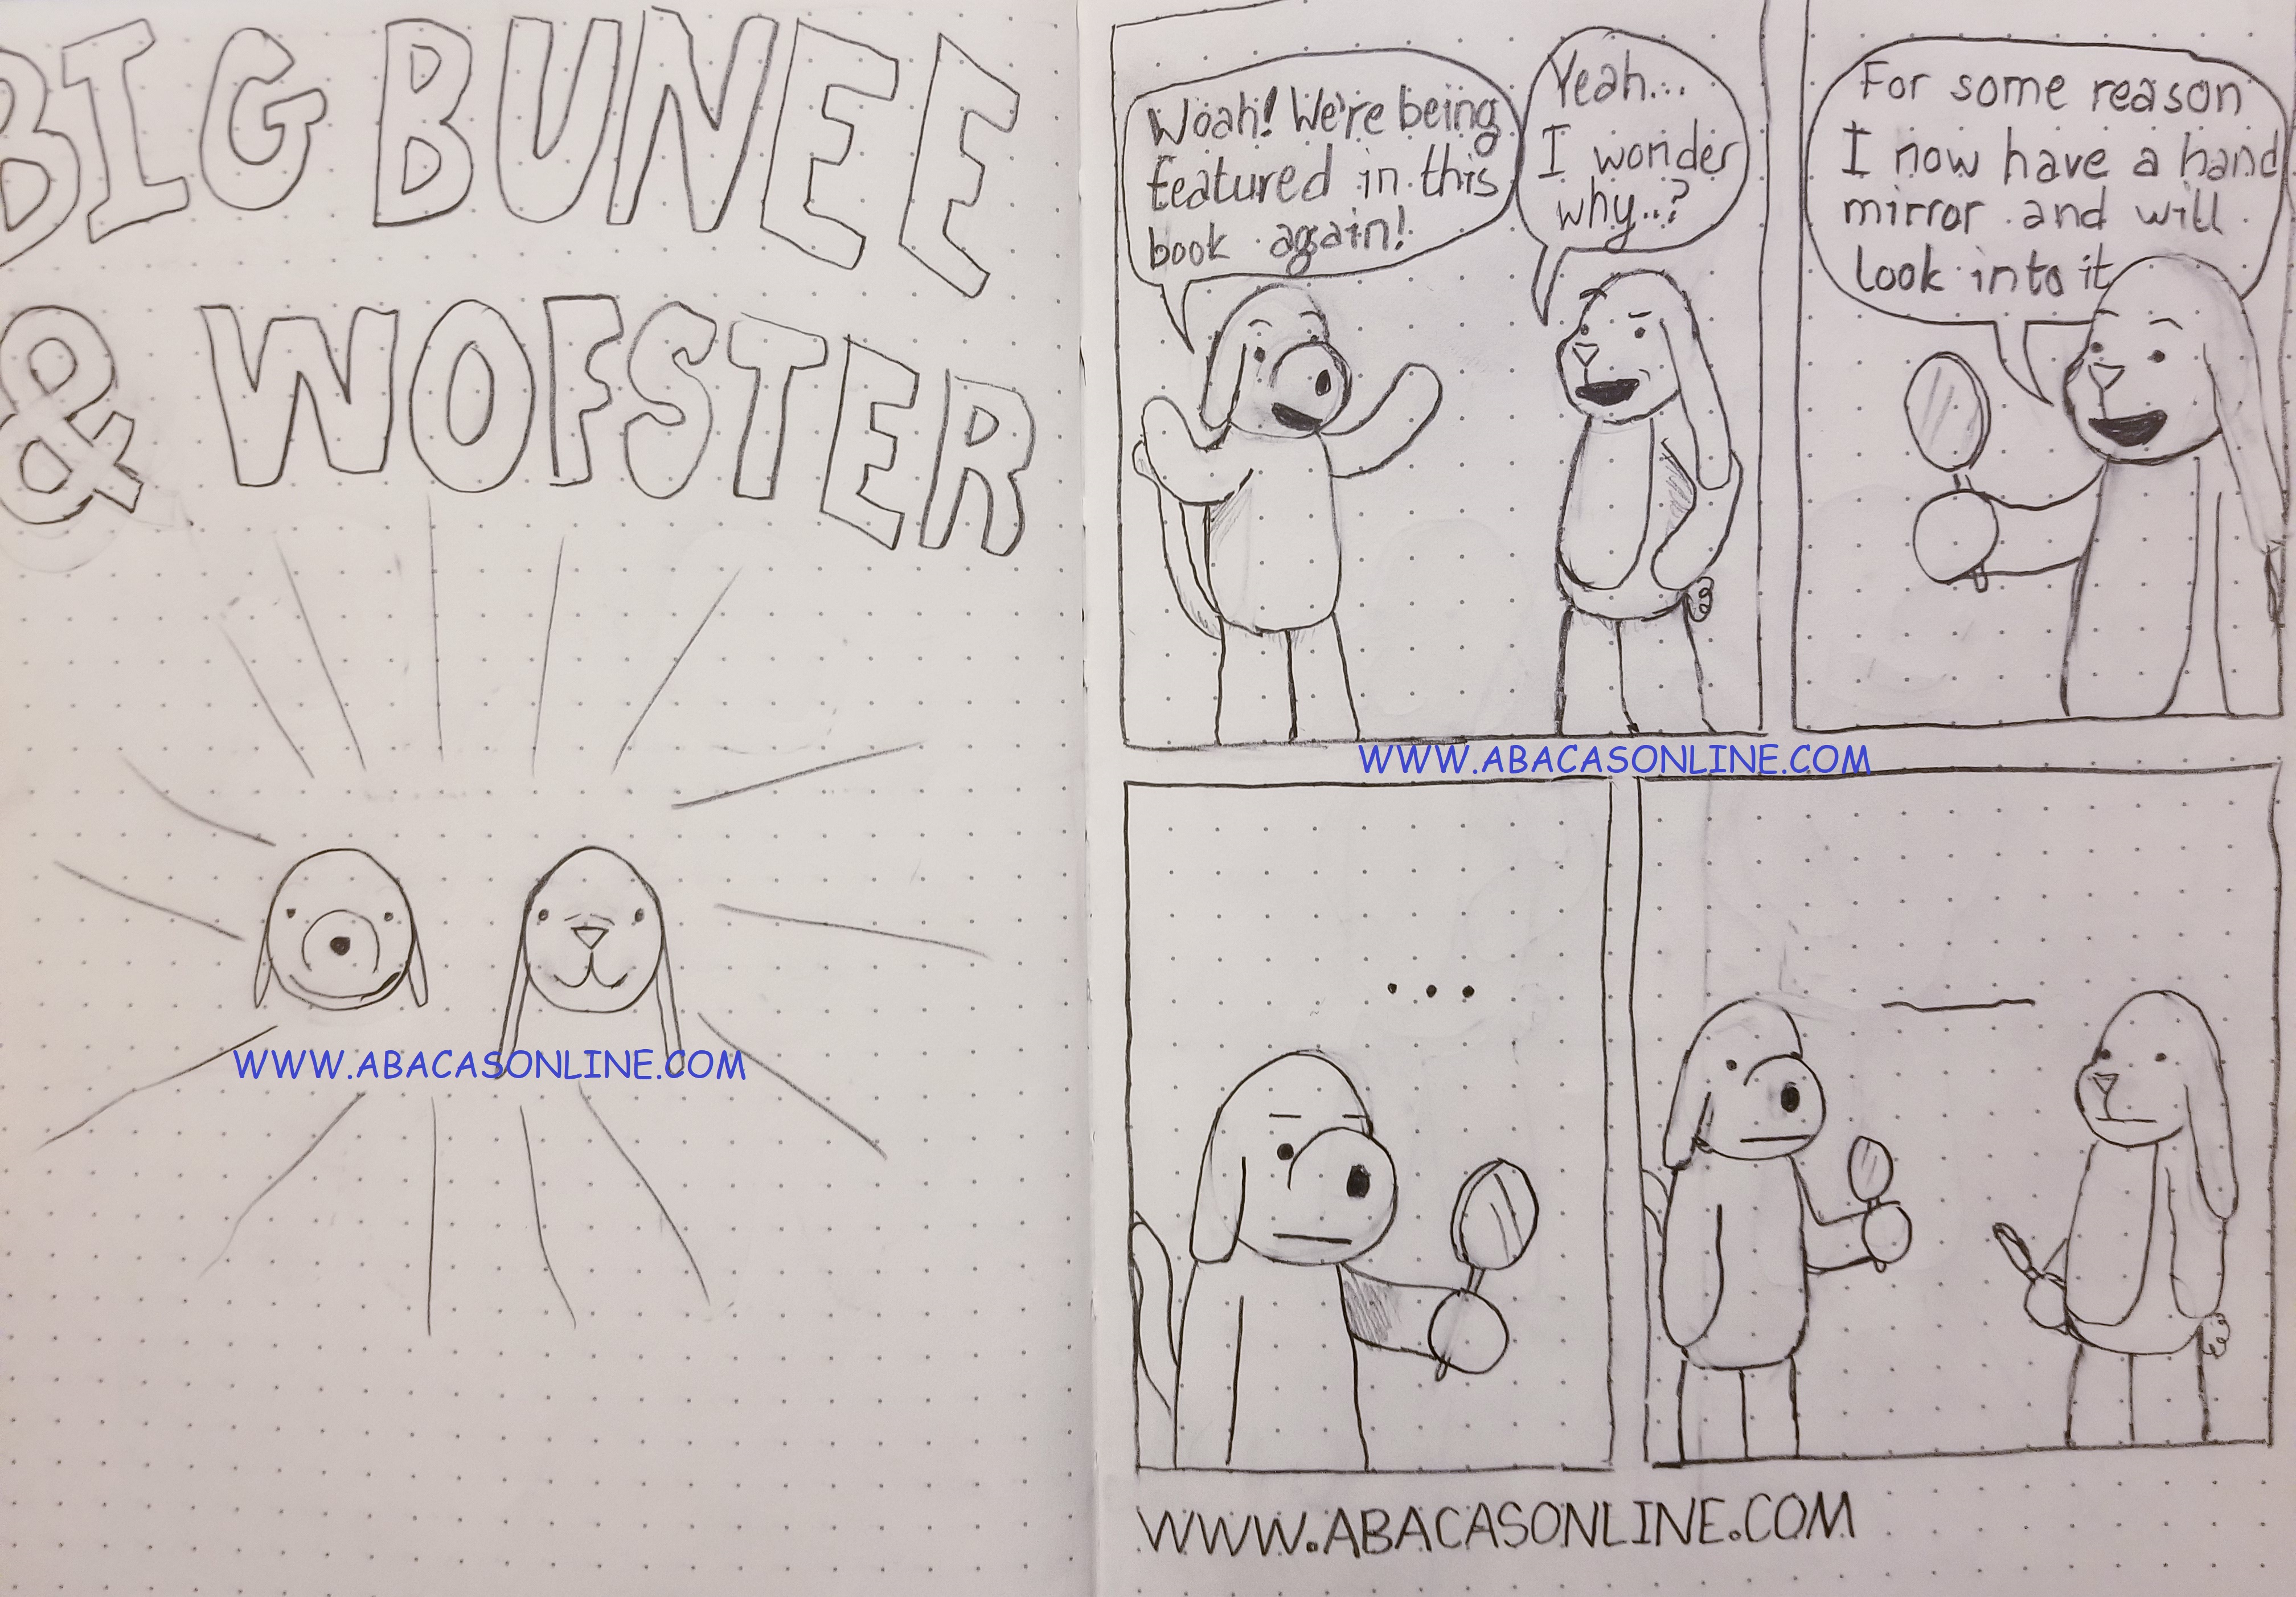 BIG BUNEE
& WOFSTER
WWW.ABACASONLINE.COM
Woah! We're being
featured in this
book again!
Yeah...
I wonder
why..?
For some reason
I now have a hand
mirror and will
look into it
WWW.ABACASONLINE.COM
...
WWW.ABACASONLINE.COM